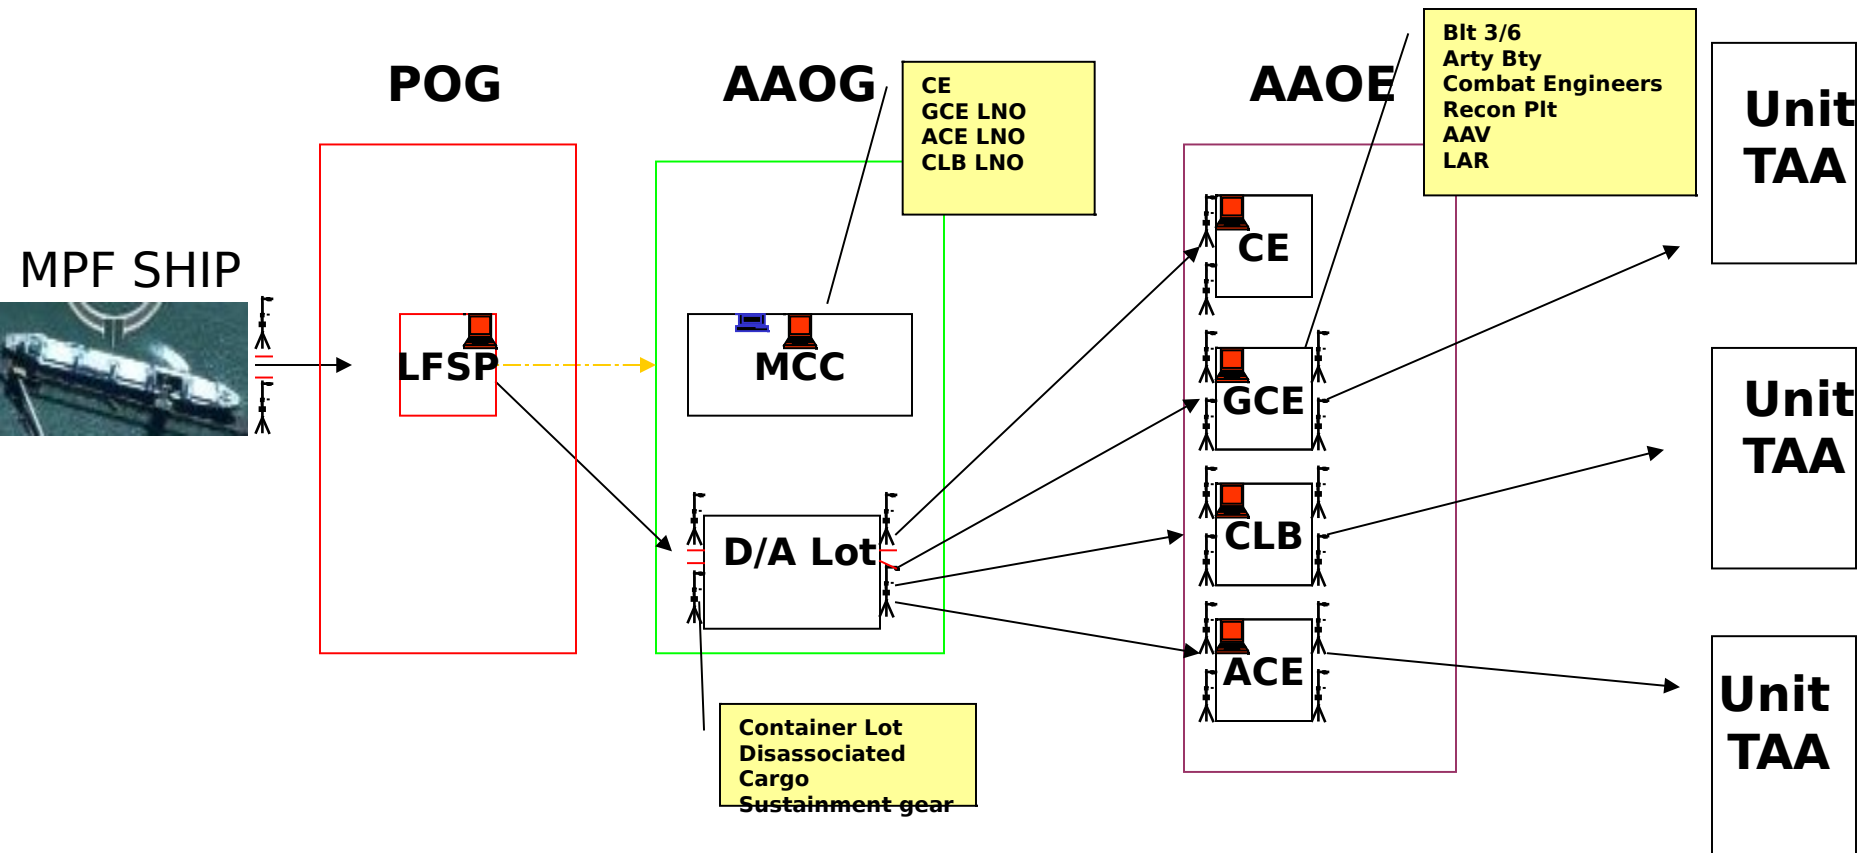 POG
AAOG
AAOE
CE
GCE LNO
ACE LNO
CLB LNO
Blt 3/6
Arty Bty
Combat Engineers
Recon Plt
AAV
LAR
Unit
TAA
MPF SHIP
LFSP
MCC
D/A Lot
CE
GCE
CLB
ACE
Unit
TAA
Unit
TAA
Container Lot
Disassociated
Cargo
Sustainment gear